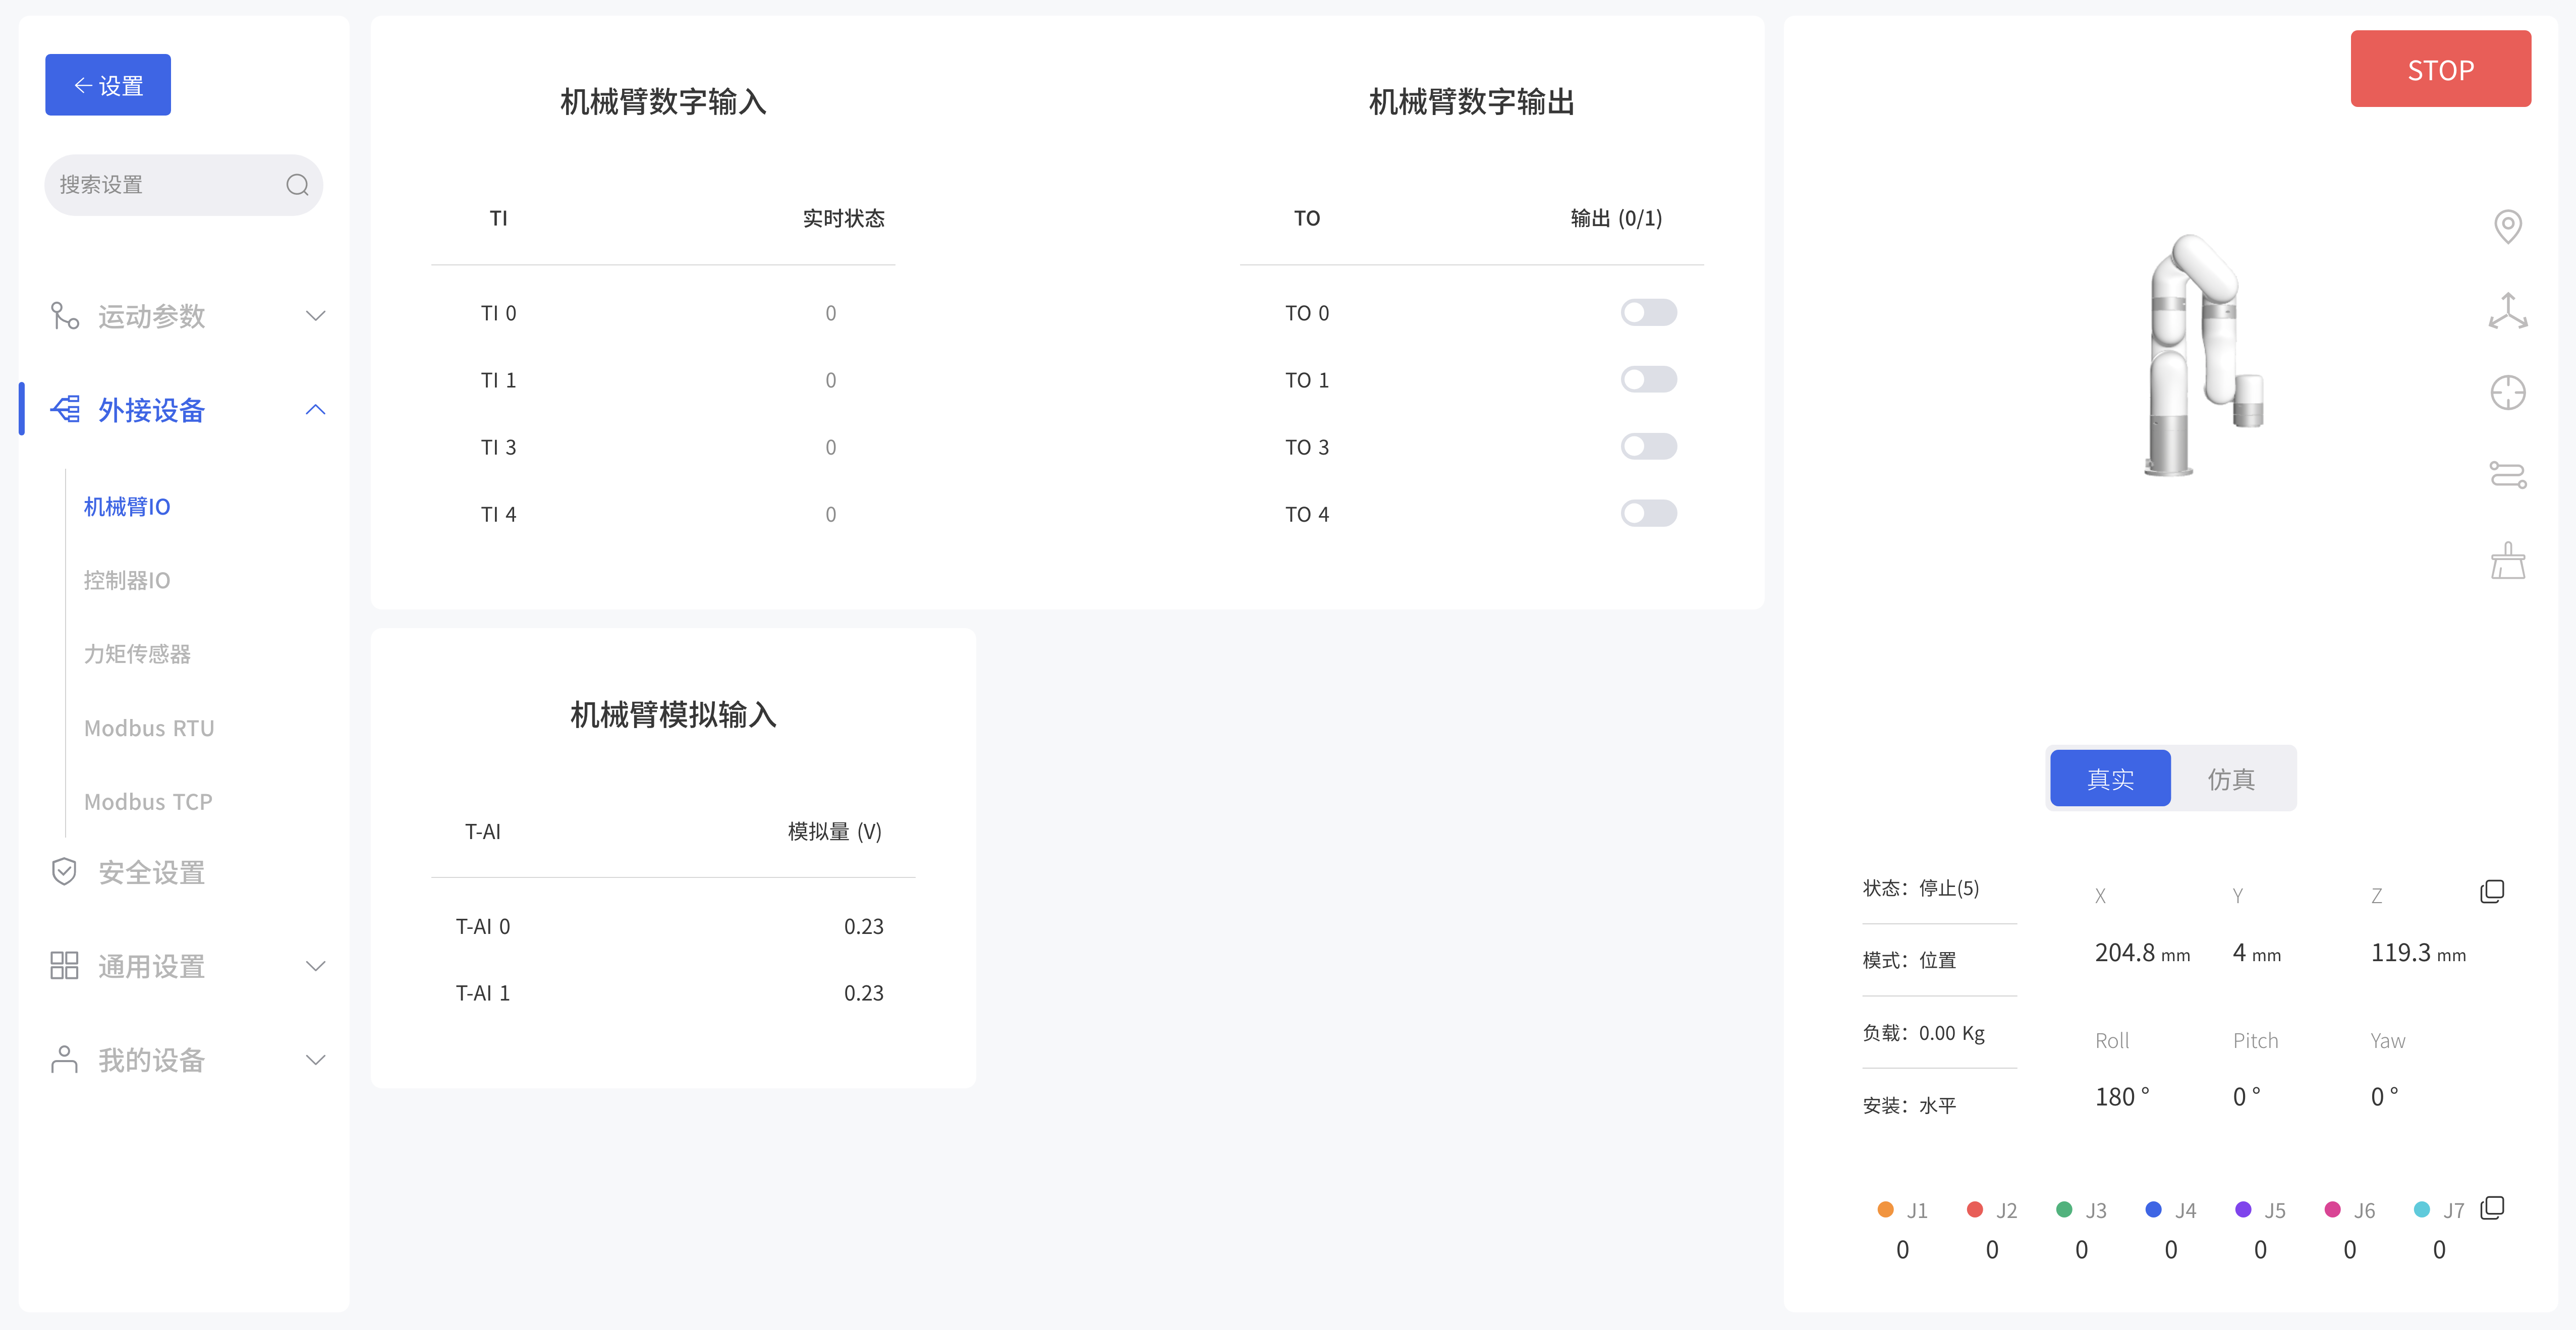 设置
搜索设置
运动参数
外接设备
机械臂IO
控制器IO
力矩传感器
Modbus RTU
Modbus TCP
安全设置
通用设置
我的设备
机械臂数字输入
TI 实时状态
TI 0 0
TI 1 0
TI 3 0
TI 4 0
机械臂数字输出
TO 输出 (0/1)
TO 0
TO 1
TO 3
TO 4
机械臂模拟输入
T-AI 模拟量 (V)
T-AI 0 0.23
T-AI 1 0.23
STOP
真实 仿真
状态：停止(5)
模式：位置
负载：0.00 Kg
安装：水平
X Y Z
204.8 mm 4 mm 119.3 mm
Roll Pitch Yaw
180 ° 0 ° 0 °
J1 J2 J3 J4 J5 J6 J7
0 0 0 0 0 0 0